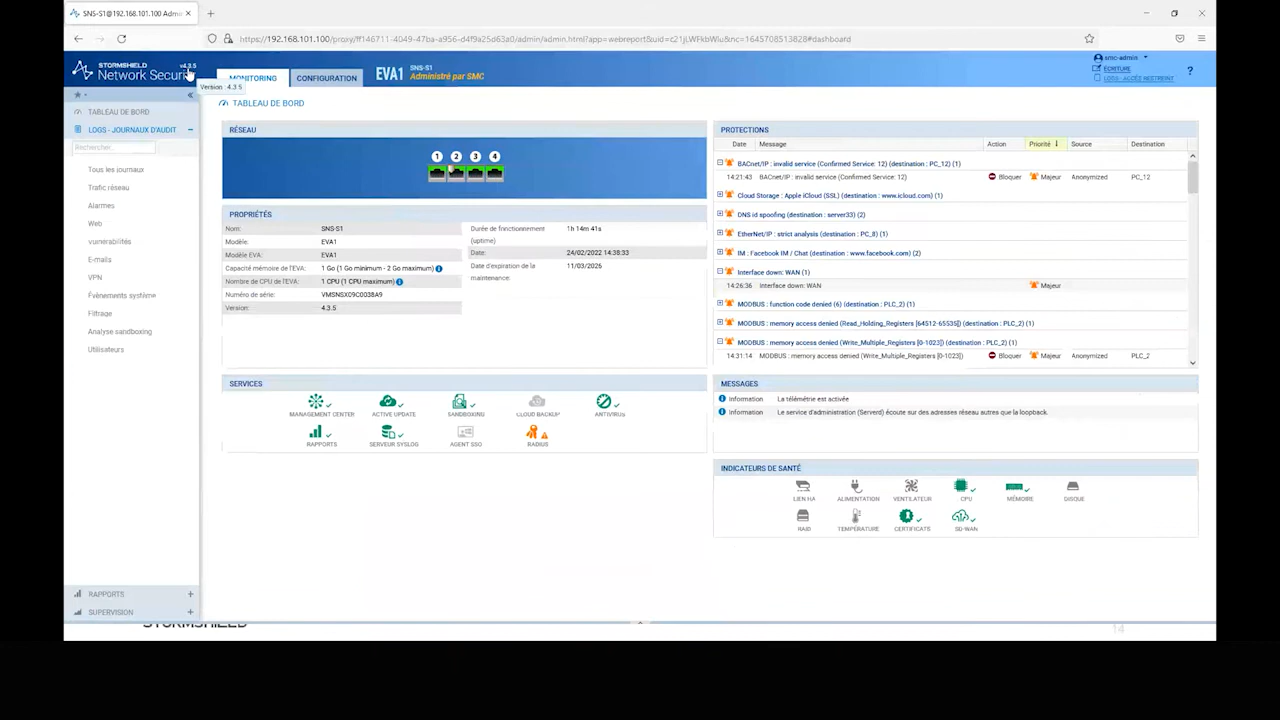 SNS-S1@192.168.101.100 Admi
https://192.168.101.100/proxy/ff146711-4049-47ba-a956-d4f9a25d63a0/admin/admin.html?app=webreport&uid=c21jLWFkbWlu&nc=1645708513828#dashboard
STORMSHIELD
v4.3.5
Network Securi
MONITORING
CONFIGURATION
EVA1
SNS-S1
Administré par SMC
smc-admin
ÉCRITURE
LOGS : ACCÈS RESTREINT
?
Version : 4.3.5
TABLEAU DE BORD
LOGS - JOURNAUX D'AUDIT
Rechercher...
Tous les journaux
Trafic réseau
Alarmes
Web
Vulnérabilités
E-mails
VPN
Évènements système
Filtrage
Analyse sandboxing
Utilisateurs
RAPPORTS
SUPERVISION
TABLEAU DE BORD
RÉSEAU
1 2 3 4
PROPRIÉTÉS
Nom: SNS-S1
Modèle: EVA1
Modèle EVA: EVA1
Capacité mémoire de l'EVA: 1 Go (1 Go minimum - 2 Go maximum)
Nombre de CPU de l'EVA: 1 CPU (1 CPU maximum)
Numéro de série: VMSNSX09C0038A9
Version: 4.3.5
Durée de fonctionnement (uptime) 1h 14m 41s
Date: 24/02/2022 14:38:33
Date d'expiration de la maintenance: 11/03/2026
SERVICES
MANAGEMENT CENTER ACTIVE UPDATE SANDBOXING CLOUD BACKUP ANTIVIRUS
RAPPORTS SERVEUR SYSLOG AGENT SSO RADIUS
PROTECTIONS
Date Message Action Priorité Source Destination
BACnet/IP : invalid service (Confirmed Service: 12) (destination : PC_12) (1)
14:21:43 BACnet/IP : invalid service (Confirmed Service: 12) Bloquer Majeur Anonymized PC_12
Cloud Storage : Apple iCloud (SSL) (destination : www.icloud.com) (1)
DNS id spoofing (destination : server33) (2)
EtherNet/IP : strict analysis (destination : PC_8) (1)
IM : Facebook IM / Chat (destination : www.facebook.com) (2)
Interface down: WAN (1)
14:26:36 Interface down: WAN Majeur
MODBUS : function code denied (6) (destination : PLC_2) (1)
MODBUS : memory access denied (Read_Holding_Registers [64512-65535]) (destination : PLC_2) (1)
MODBUS : memory access denied (Write_Multiple_Registers [0-1023]) (destination : PLC_2) (1)
14:31:14 MODBUS : memory access denied (Write_Multiple_Registers [0-1023]) Bloquer Majeur Anonymized PLC_2
MESSAGES
Information La télémétrie est activée
Information Le service d'administration (Serverd) écoute sur des adresses réseau autres que la loopback.
INDICATEURS DE SANTÉ
LIEN HA ALIMENTATION VENTILATEUR CPU MÉMOIRE DISQUE
RAID TEMPÉRATURE CERTIFICATS SD-WAN
STORMSHIELD
14